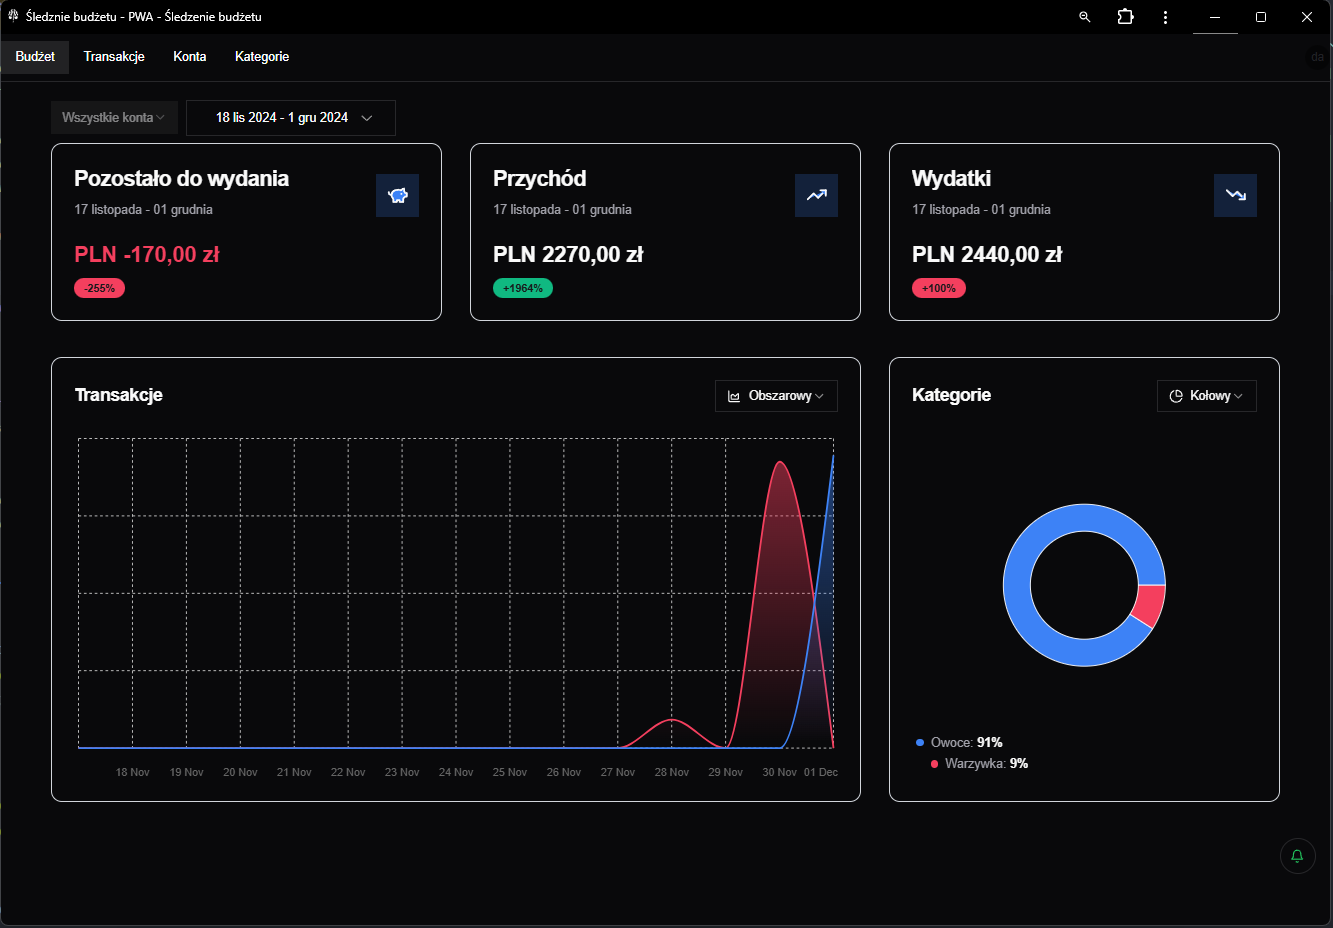 Śledznie budżetu - PWA - Śledzenie budżetu
Budżet Transakcje Konta Kategorie da
Wszystkie konta 18 lis 2024 - 1 gru 2024
Pozostało do wydania
17 listopada - 01 grudnia
PLN -170,00 zł
-255%
Przychód
17 listopada - 01 grudnia
PLN 2270,00 zł
+1964%
Wydatki
17 listopada - 01 grudnia
PLN 2440,00 zł
+100%
Transakcje
Obszarowy
18 Nov 19 Nov 20 Nov 21 Nov 22 Nov 23 Nov 24 Nov 25 Nov 26 Nov 27 Nov 28 Nov 29 Nov 30 Nov 01 Dec
Kategorie
Kołowy
Owoce: 91%
Warzywka: 9%